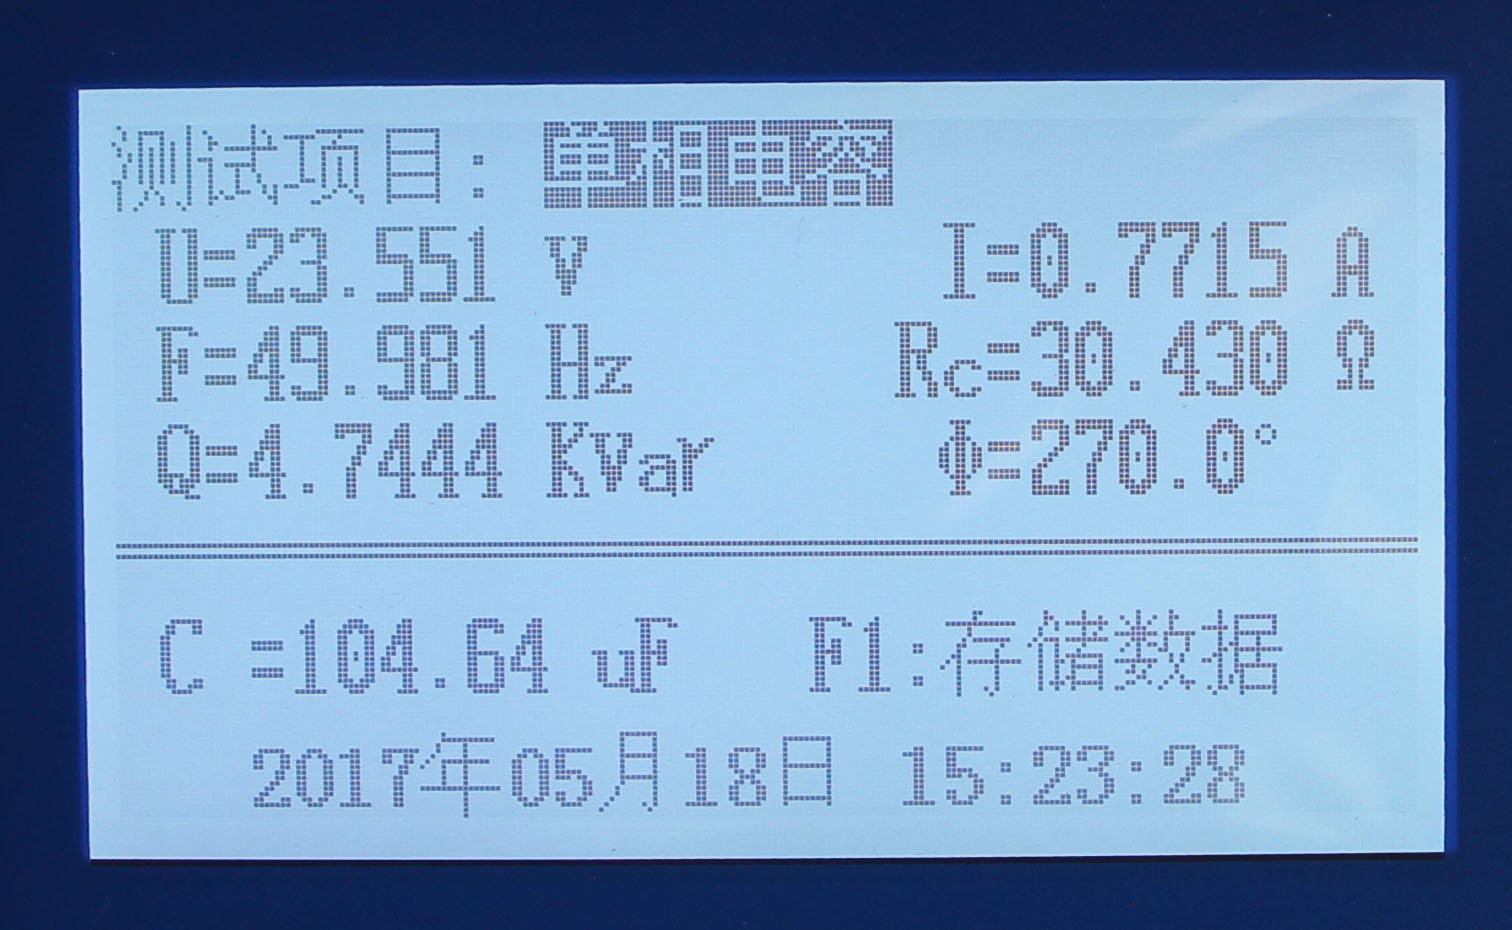 测试项目: 单相电容
U=23.551 V I=0.7715 A
F=49.981 Hz Rc=30.430 Ω
Q=4.7444 KVar Φ=270.0°
C =104.64 uF F1:存储数据
2017年05月18日 15:23:28